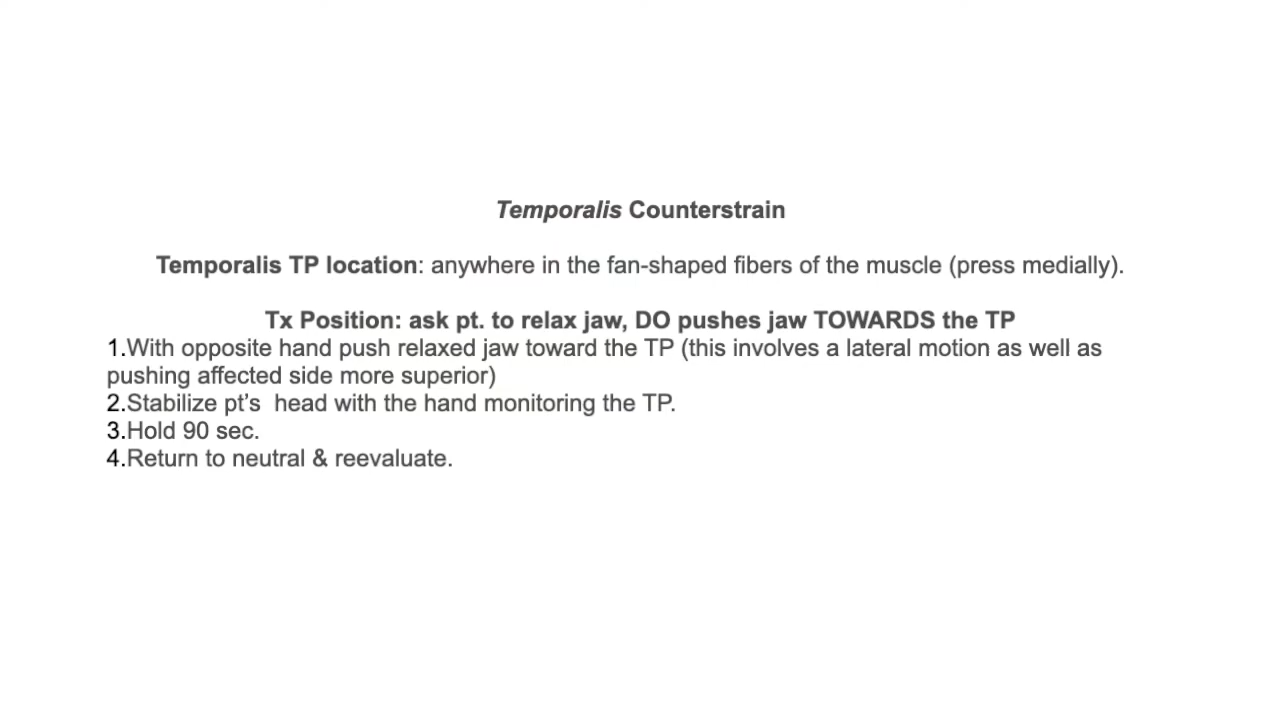 Temporalis Counterstrain
Temporalis TP location: anywhere in the fan-shaped fibers of the muscle (press medially).
Tx Position: ask pt. to relax jaw, DO pushes jaw TOWARDS the TP
1.With opposite hand push relaxed jaw toward the TP (this involves a lateral motion as well as
pushing affected side more superior)
2.Stabilize pt’s  head with the hand monitoring the TP.
3.Hold 90 sec.
4.Return to neutral & reevaluate.